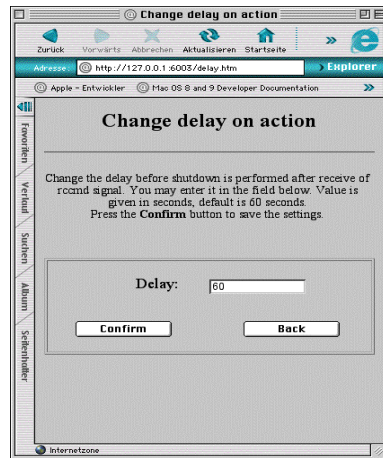 Change delay on action
Zurück Vorwärts Abbrechen Aktualisieren Startseite »
Adresse: http://127.0.0.1:6003/delay.htm Explorer
Apple - Entwickler Mac OS 8 and 9 Developer Documentation »
Favoriten
Verlauf
Suchen
Album
Seitenhalter
Change delay on action
Change the delay before shutdown is performed after receive of
rccmd signal. You may enter it in the field below. Value is
given in seconds, default is 60 seconds.
Press the Confirm button to save the settings.
Delay: 60
Confirm Back
Internetzone